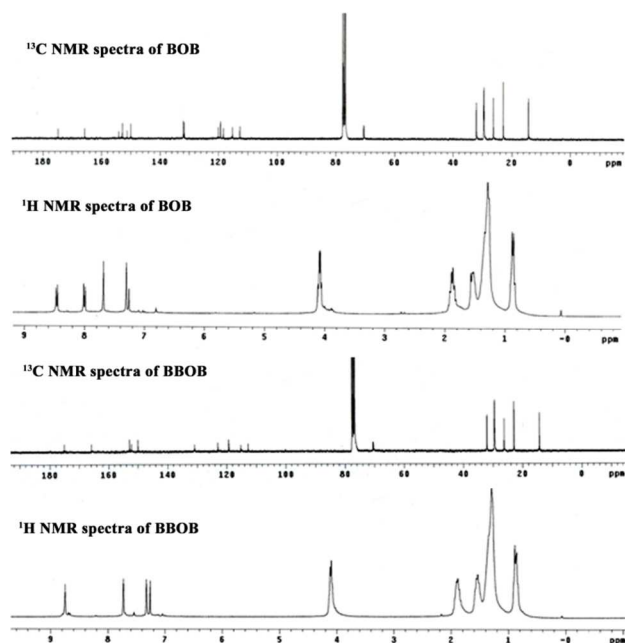 ¹³C NMR spectra of BOB
180 160 140 120 100 80 60 40 20 0 ppm
¹H NMR spectra of BOB
9 8 7 6 5 4 3 2 1 -0 ppm
¹³C NMR spectra of BBOB
180 160 140 120 100 80 60 40 20 0 ppm
¹H NMR spectra of BBOB
9 7 6 5 4 3 2 1 -0 ppm